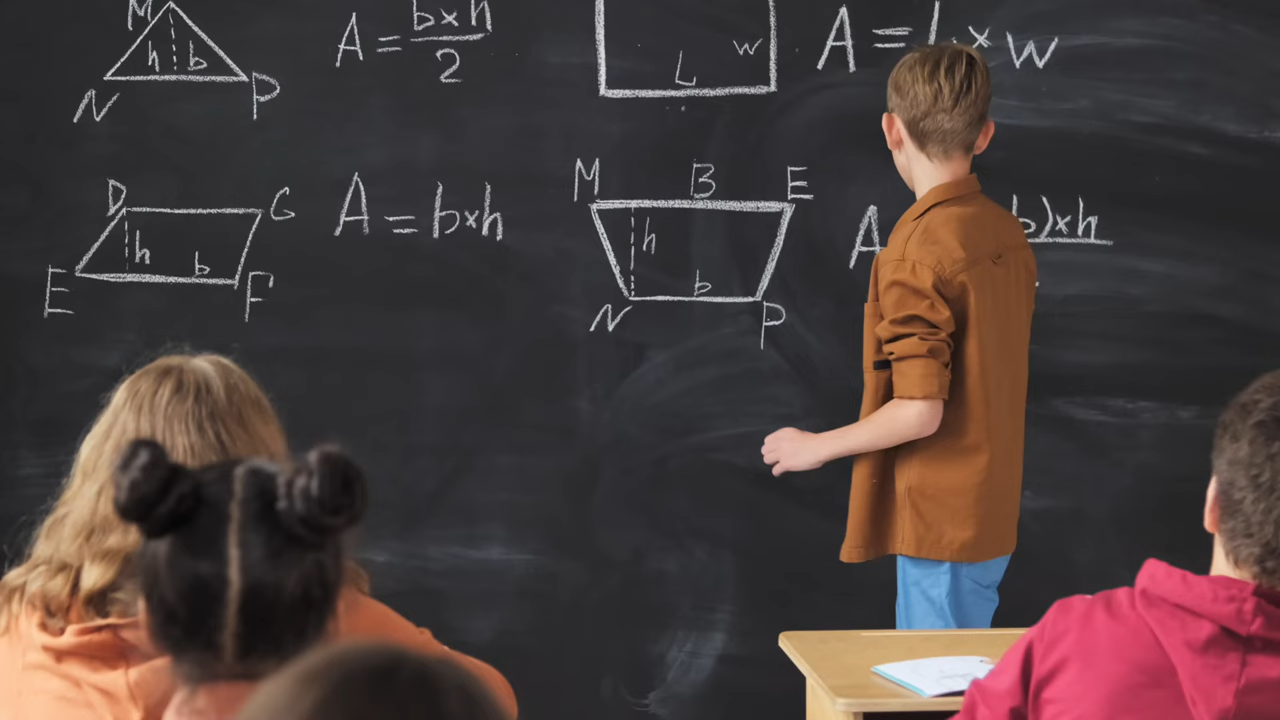 M
h b
N P
A = b×h
2
L w
A = L × w
D G
h
b
E F
A = b×h
M B E
h
b
N P
A
b)×h